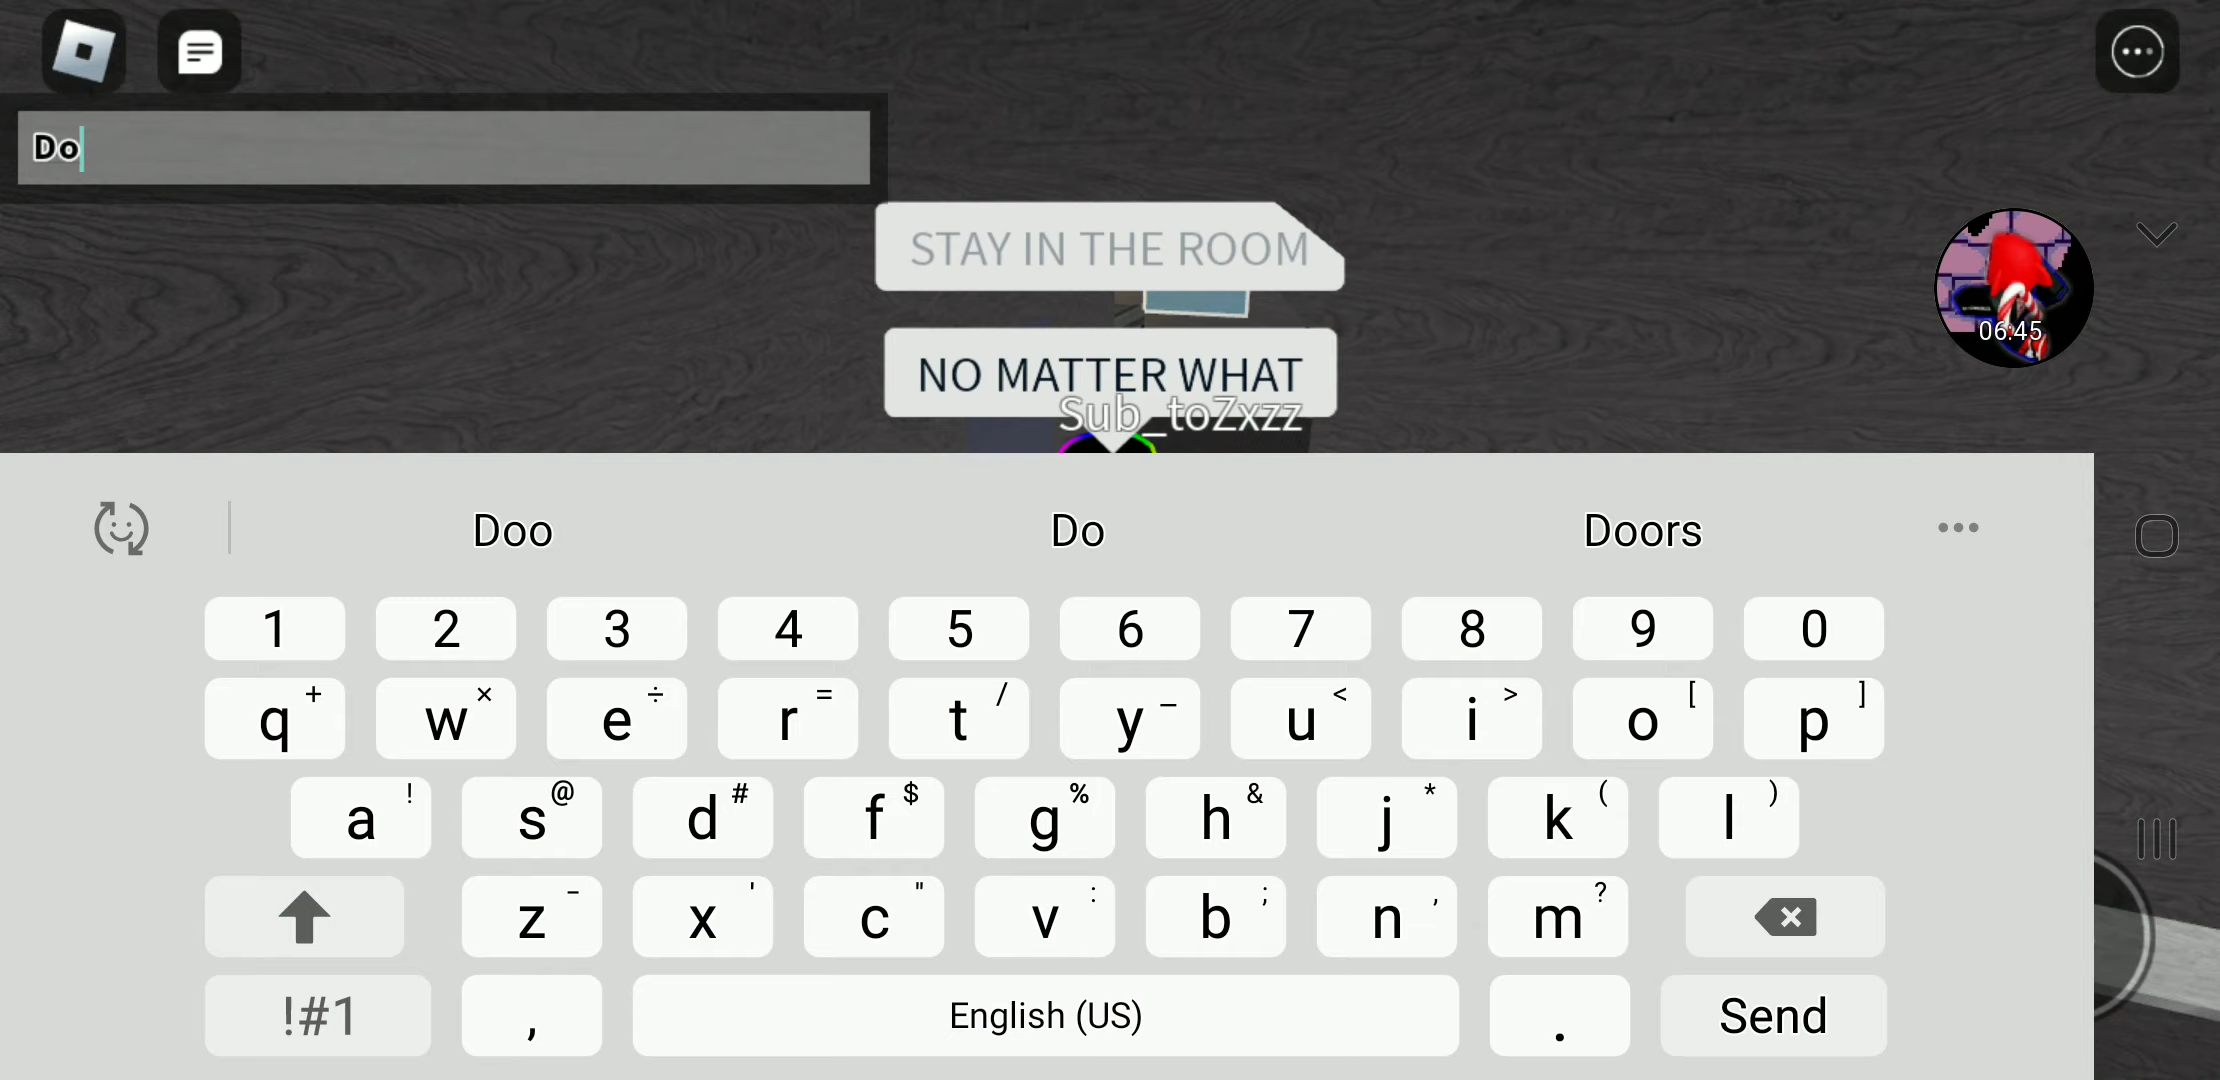 Do
STAY IN THE ROOM
NO MATTER WHAT
Sub_toZxzz
06:45
Doo Do Doors
1 2 3 4 5 6 7 8 9 0
q + w × e ÷ r = t / y _ u < i > o [ p ]
a ! s @ d # f $ g % h & j * k ( l )
z - x ' c " v : b ; n , m ?
!#1 , English (US) . Send